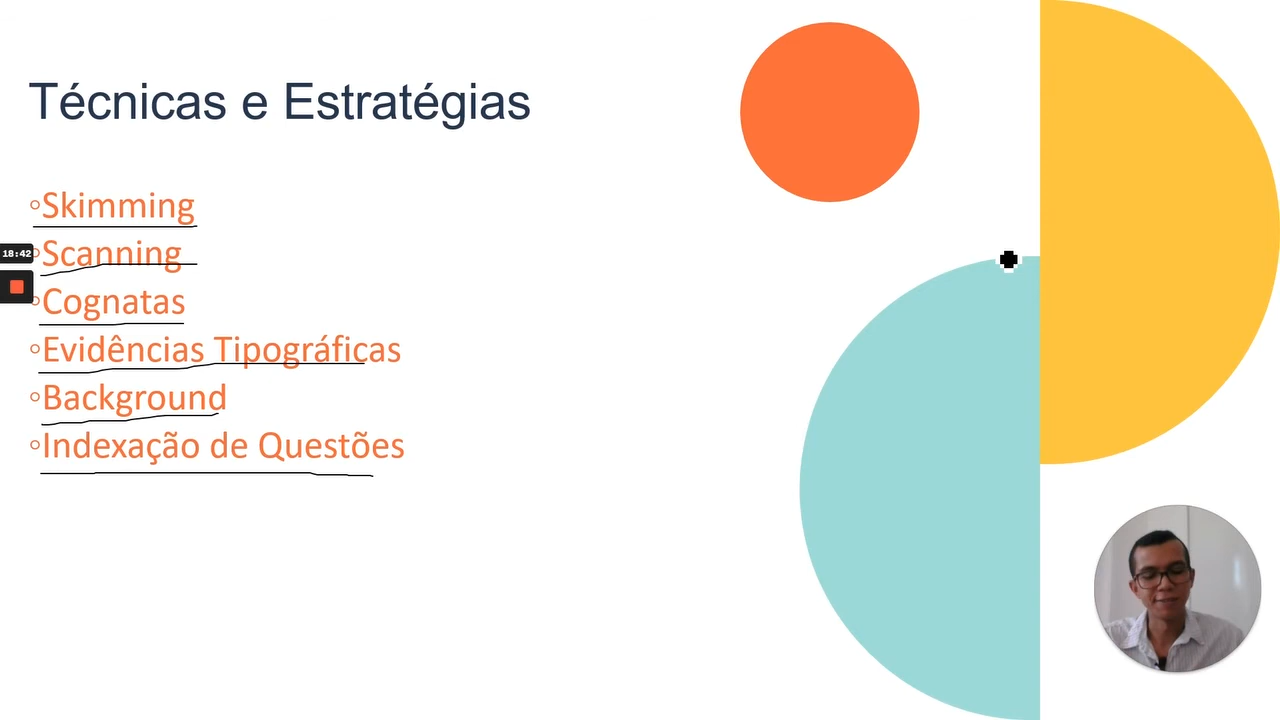 Técnicas e Estratégias
◦Skimming
◦Scanning
18:42
◦Cognatas
◦Evidências Tipográficas
◦Background
◦Indexação de Questões